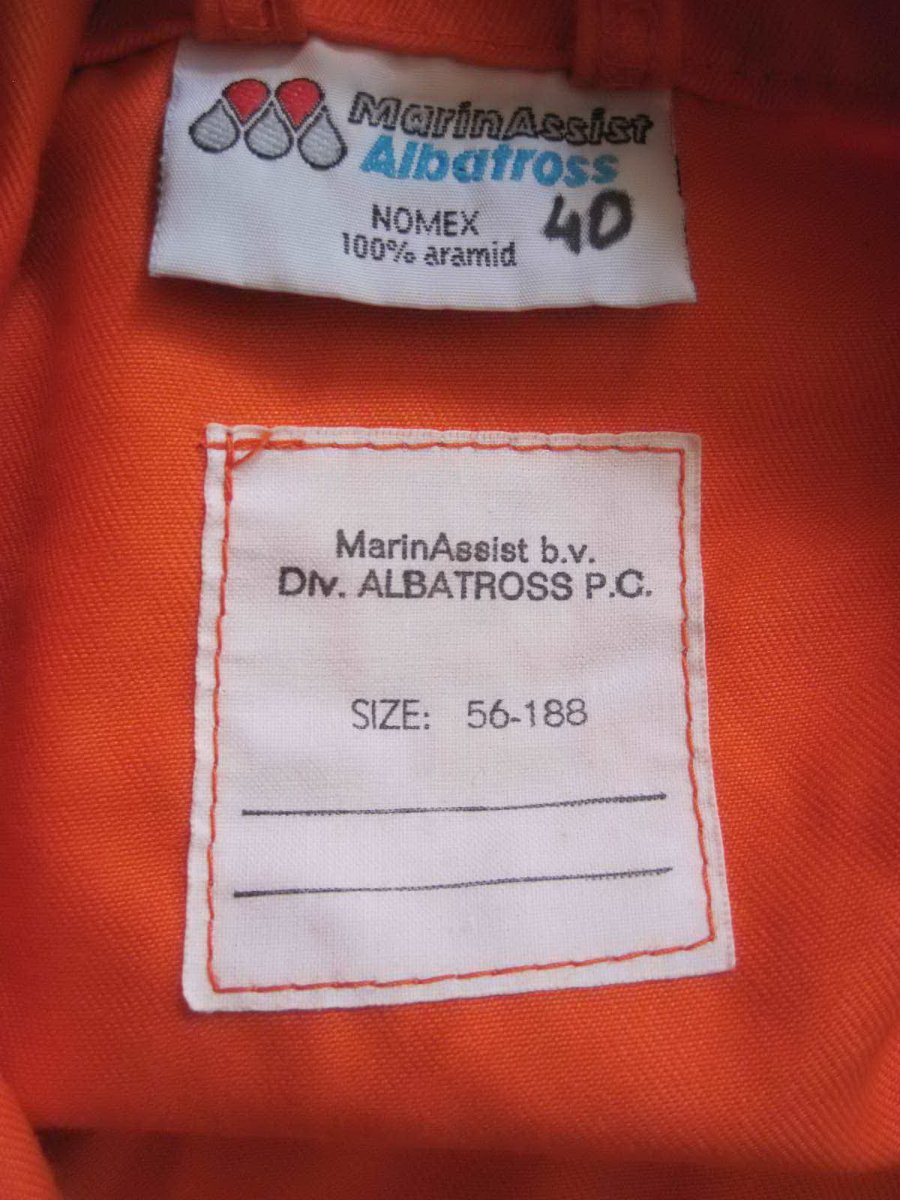 MarinAssist
Albatross
NOMEX 40
100% aramid
MarinAssist b.v.
Div. ALBATROSS P.C.
SIZE: 56-188